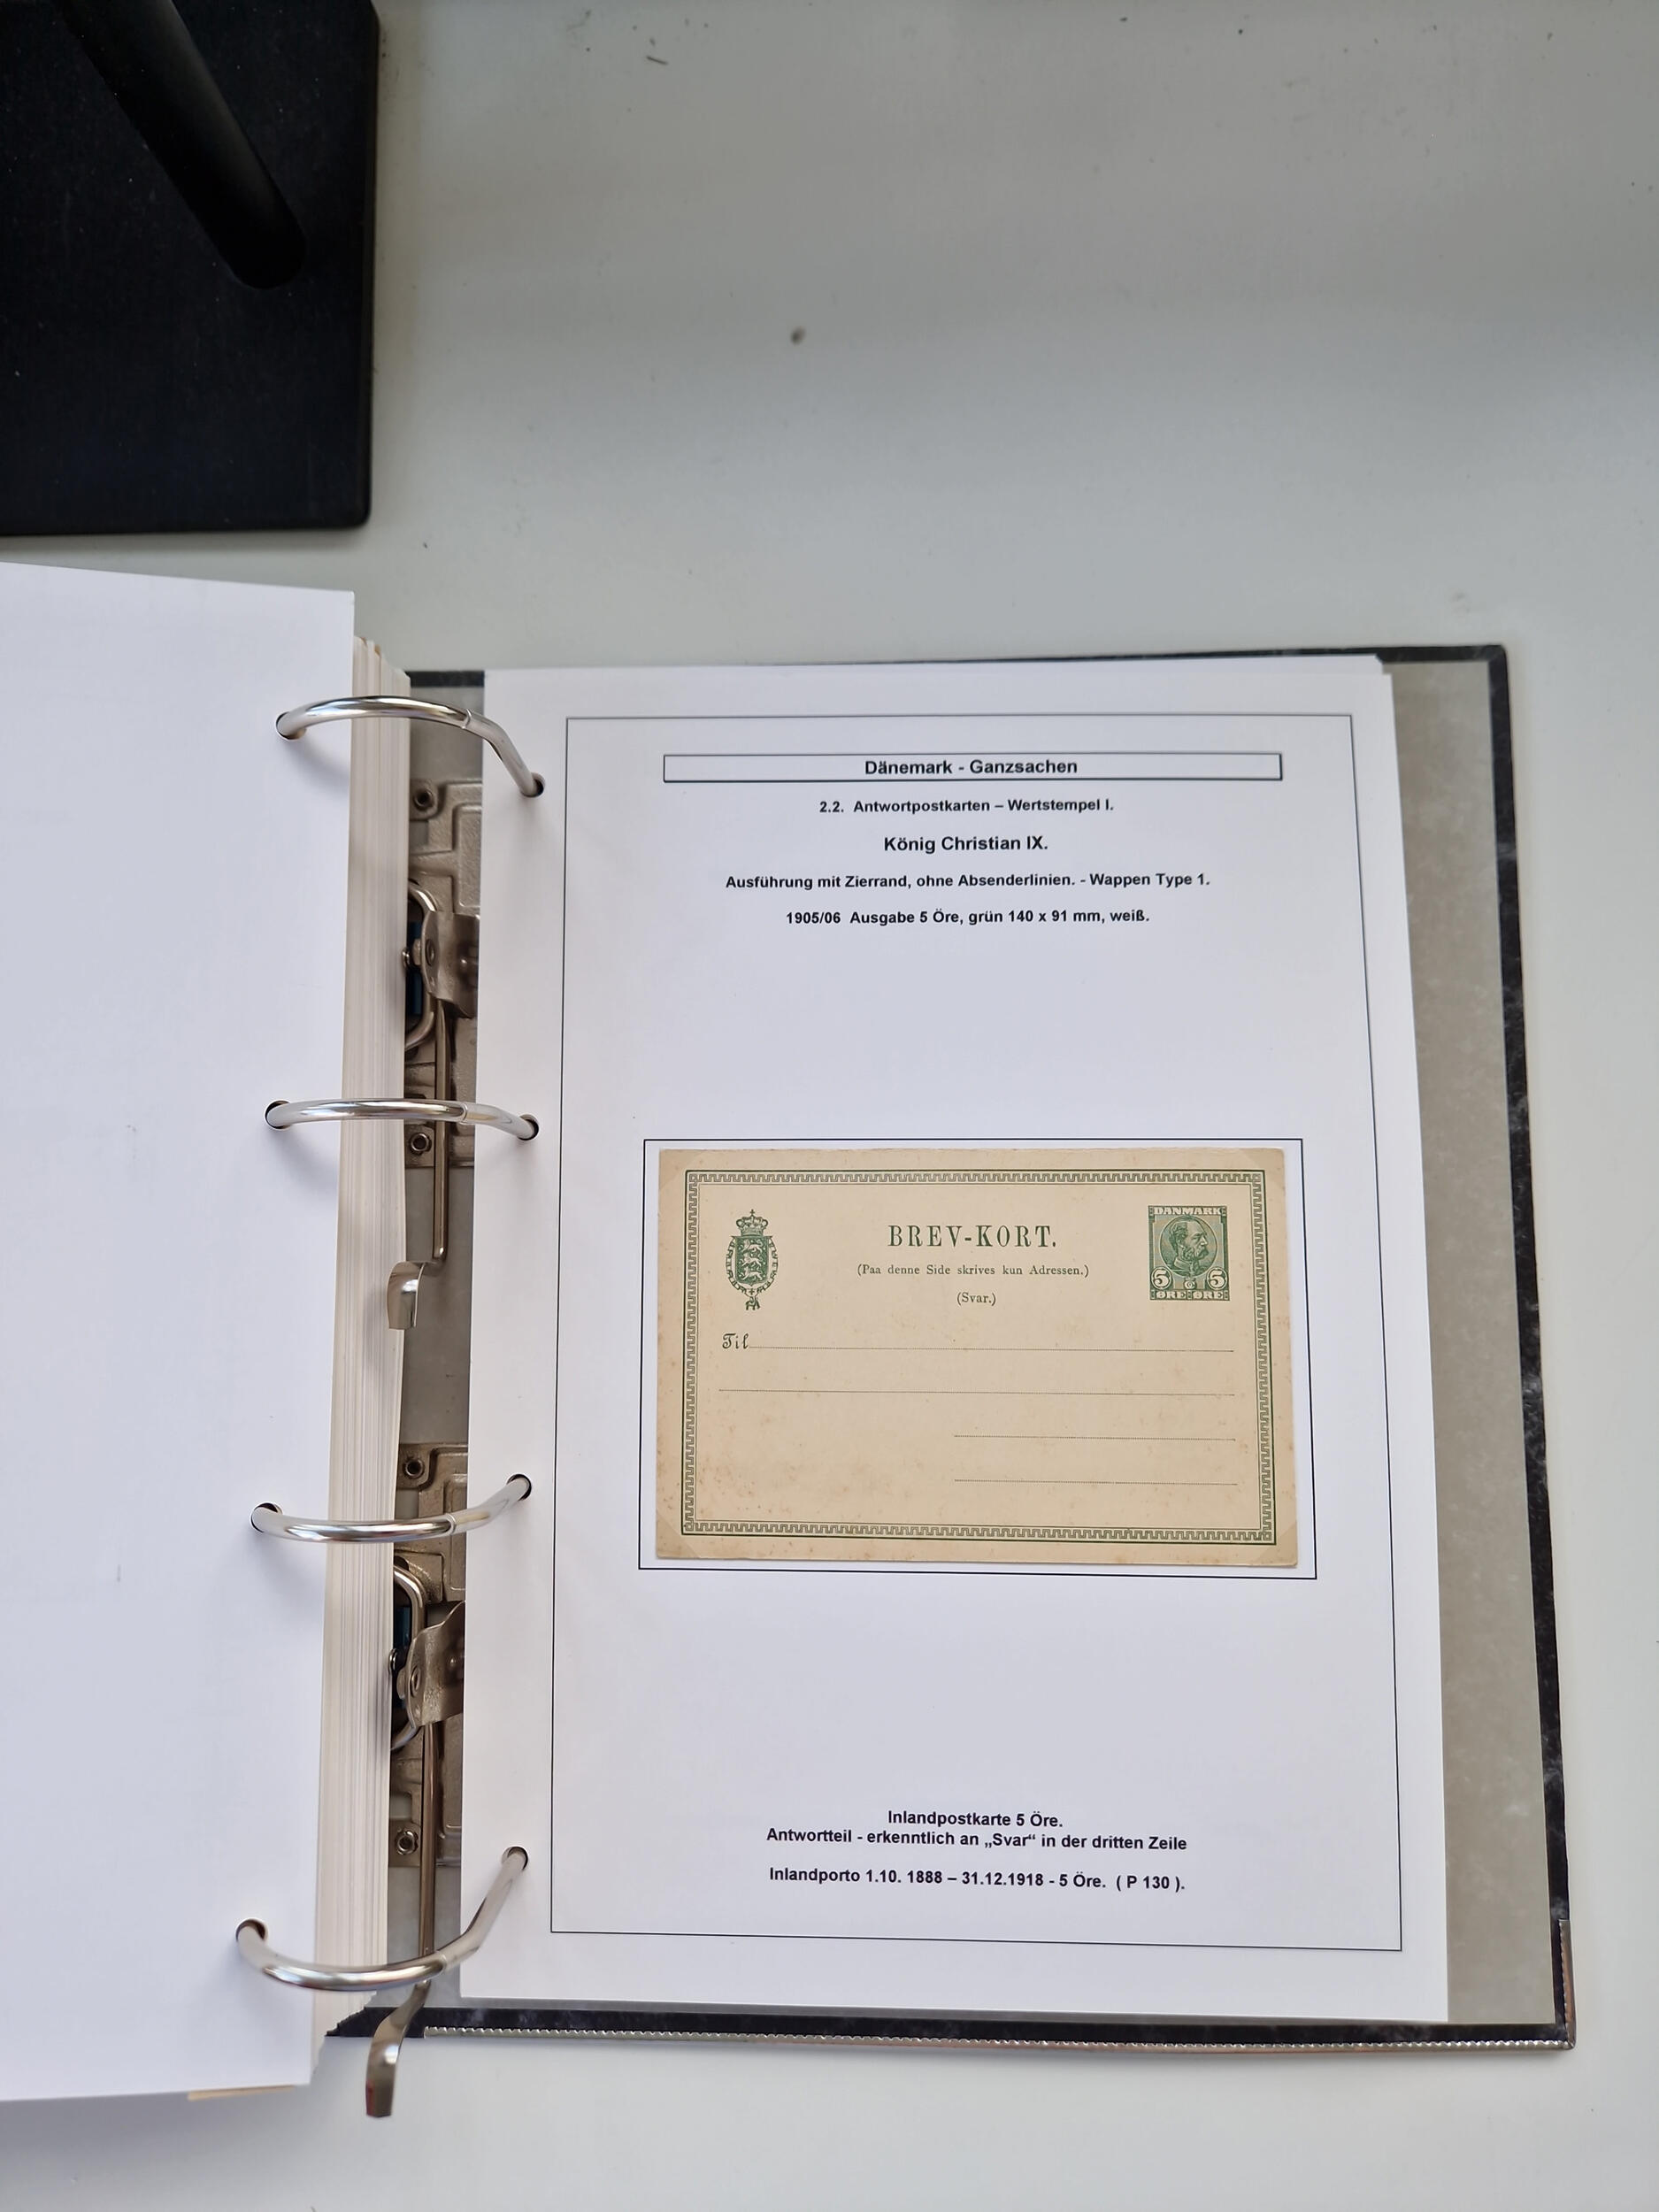 Dänemark - Ganzsachen
2.2. Antwortpostkarten – Wertstempel I.
König Christian IX.
Ausführung mit Zierrand, ohne Absenderlinien. - Wappen Type 1.
1905/06 Ausgabe 5 Öre, grün 140 x 91 mm, weiß.
DANMARK
BREV-KORT.
(Paa denne Side skrives kun Adressen.)
5 5
ØRE ØRE
(Svar.)
Til
Inlandpostkarte 5 Öre.
Antwortteil - erkenntlich an „Svar“ in der dritten Zeile
Inlandporto 1.10. 1888 – 31.12.1918 - 5 Öre. ( P 130 ).